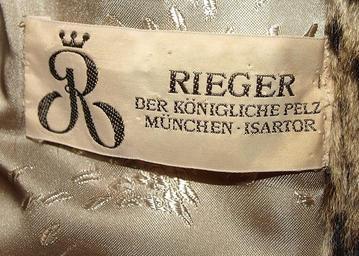 R
RIEGER
DER KÖNIGLICHE PELZ
MÜNCHEN · ISARTOR